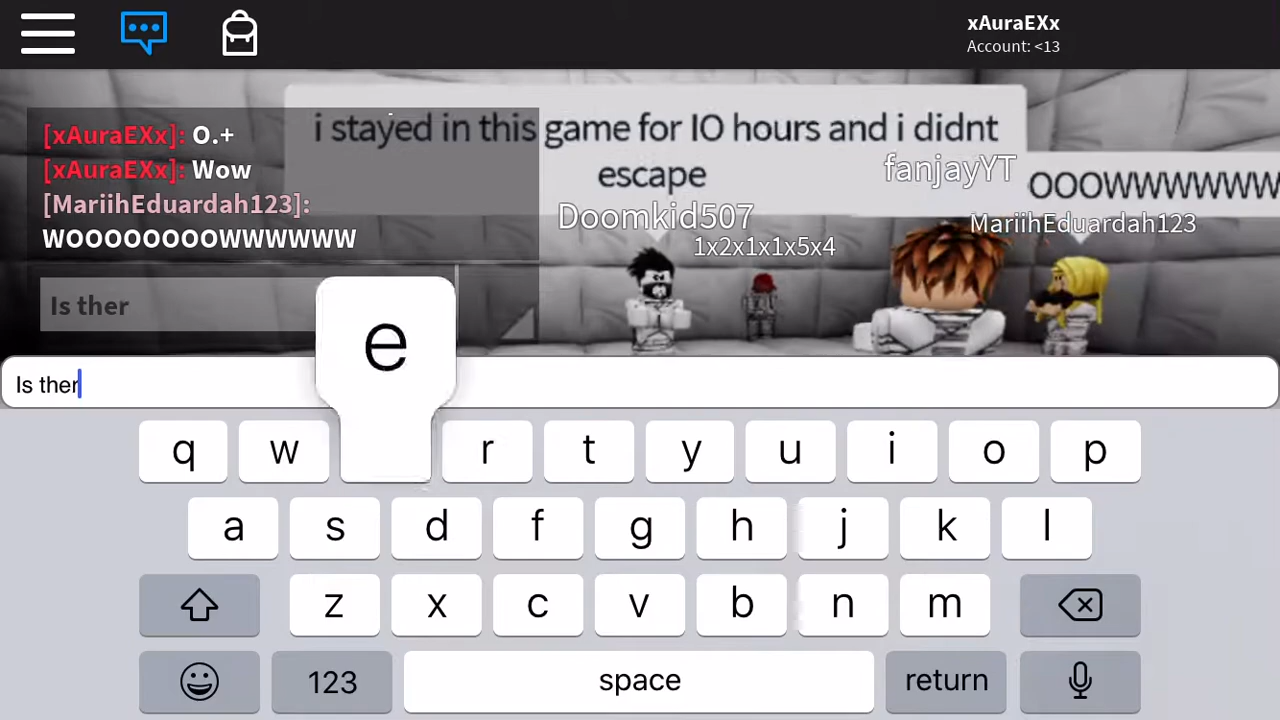 xAuraEXx
Account: <13
[xAuraEXx]: O.+
[xAuraEXx]: Wow
[MariihEduardah123]:
WOOOOOOOOWWWWWW
i stayed in this game for IO hours and i didnt
escape
fanjayYT
OOOWWWWWW
Doomkid507
MariihEduardah123
1x2x1x1x5x4
Is ther
Is ther
e
q w r t y u i o p
a s d f g h j k l
z x c v b n m
123 space return